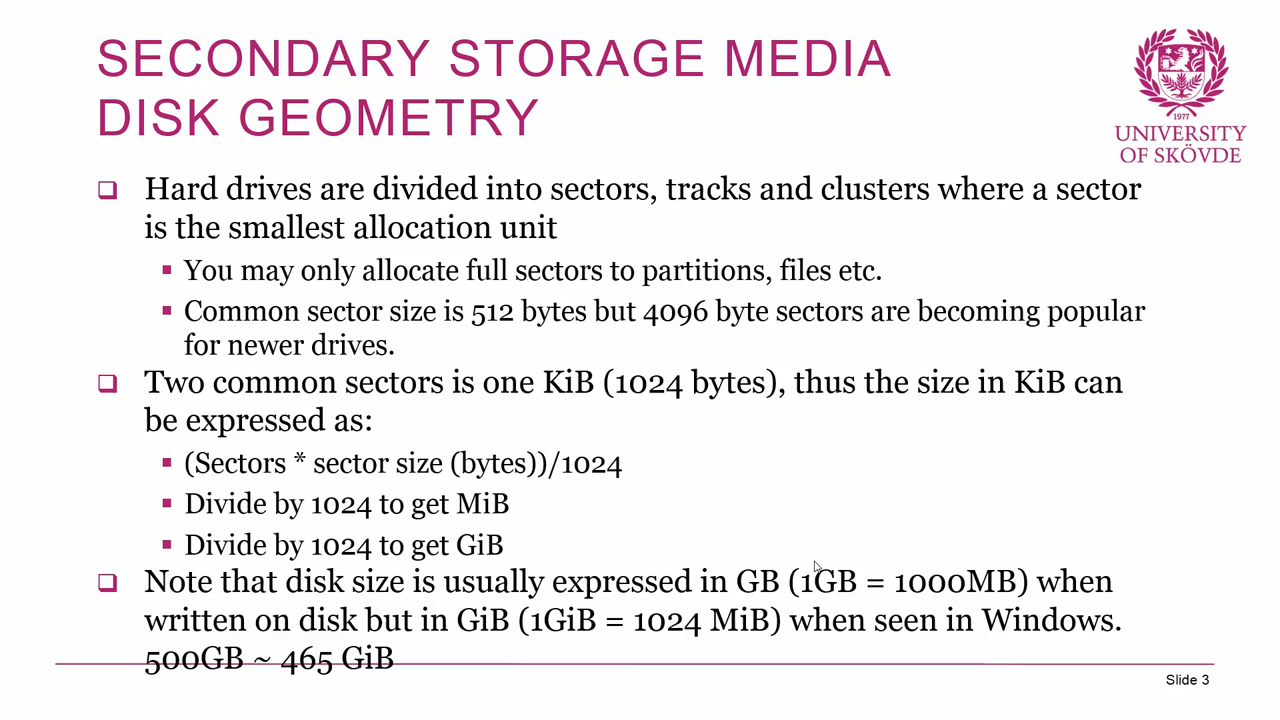 SECONDARY STORAGE MEDIA
DISK GEOMETRY
1977
UNIVERSITY
OF SKÖVDE
Hard drives are divided into sectors, tracks and clusters where a sector
is the smallest allocation unit
You may only allocate full sectors to partitions, files etc.
Common sector size is 512 bytes but 4096 byte sectors are becoming popular
for newer drives.
Two common sectors is one KiB (1024 bytes), thus the size in KiB can
be expressed as:
(Sectors * sector size (bytes))/1024
Divide by 1024 to get MiB
Divide by 1024 to get GiB
Note that disk size is usually expressed in GB (1GB = 1000MB) when
written on disk but in GiB (1GiB = 1024 MiB) when seen in Windows.
500GB ~ 465 GiB
Slide 3